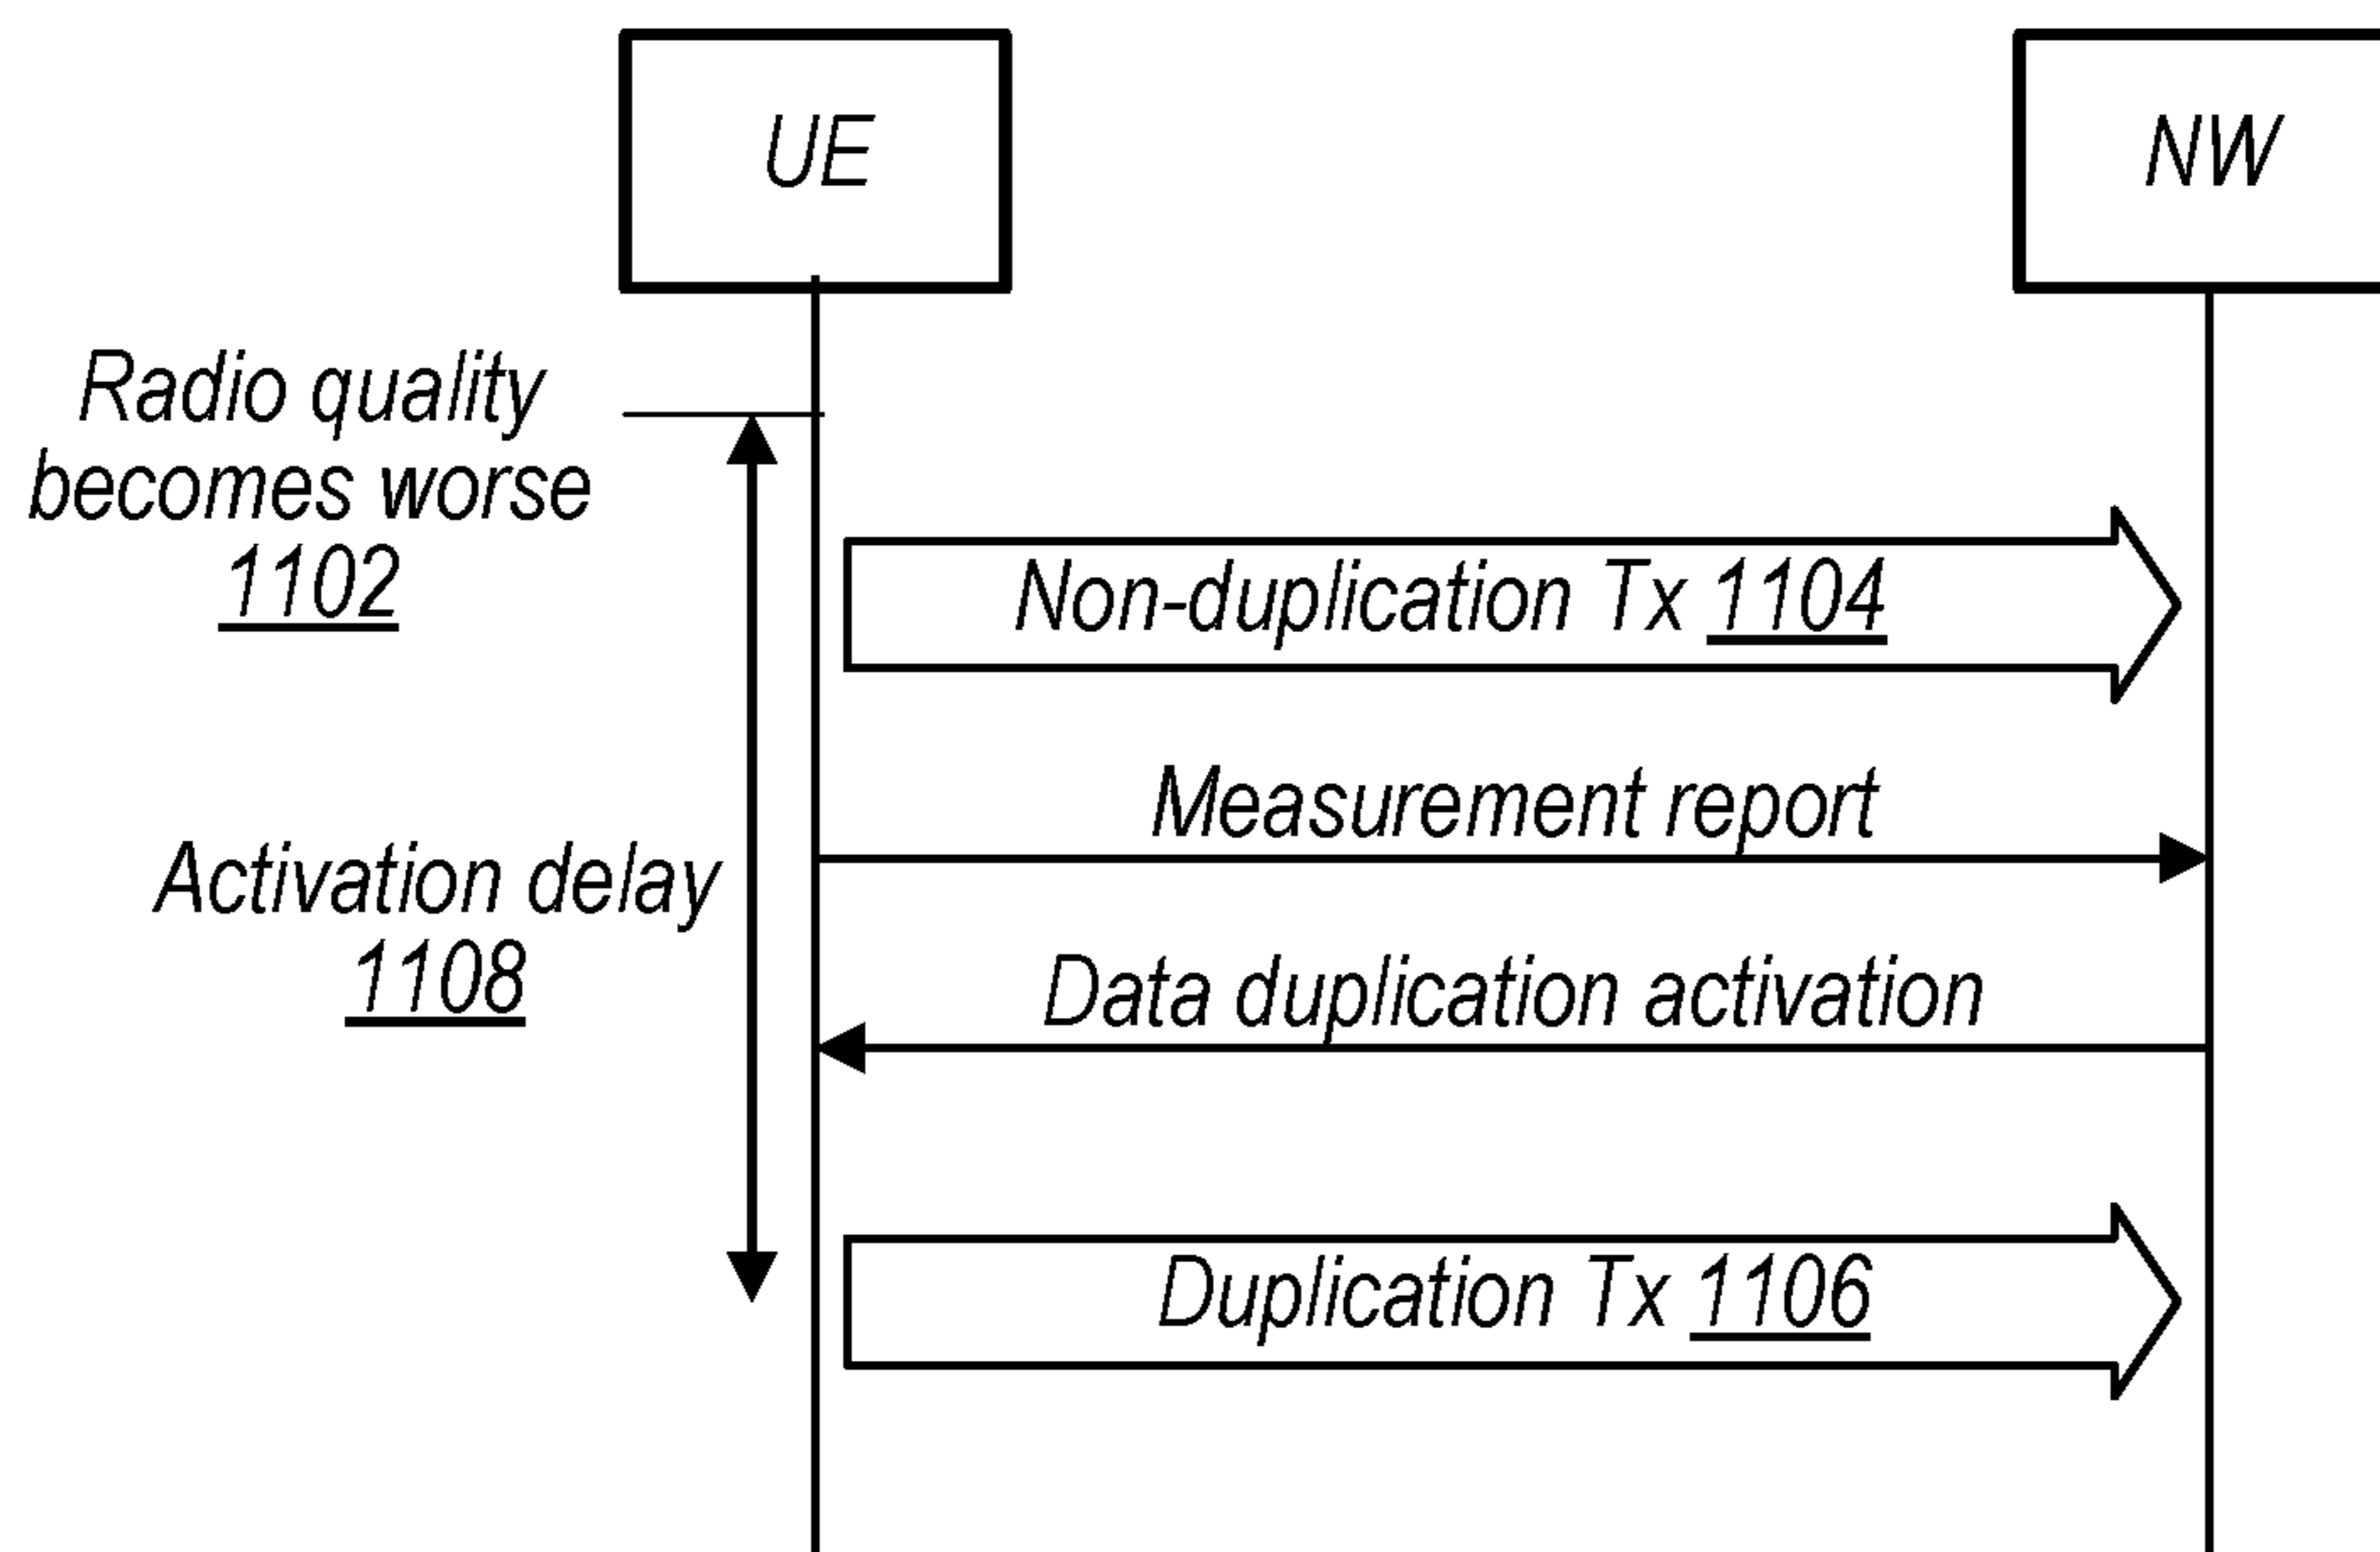 UE
NW
Radio quality
becomes worse
1102
Non-duplication Tx 1104
Measurement report
Activation delay
1108
Data duplication activation
Duplication Tx 1106